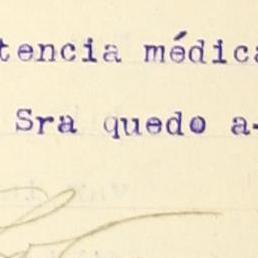 tencia médica
Sra quedo a-